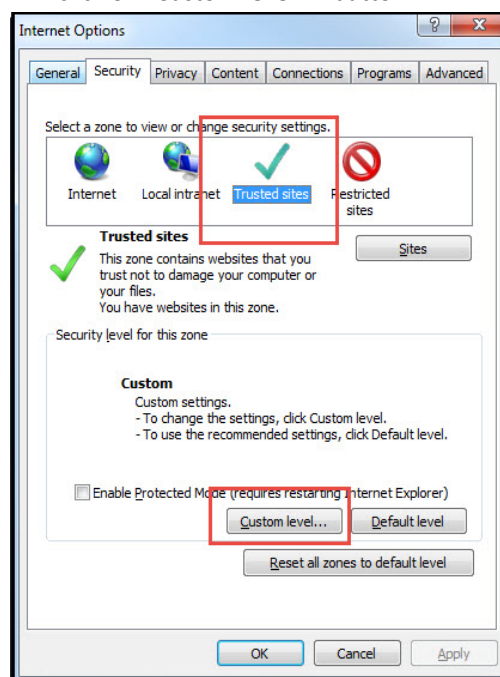 Internet Options
General Security Privacy Content Connections Programs Advanced
Select a zone to view or change security settings.
Internet Local intranet Trusted sites Restricted
sites
Trusted sites
Sites
This zone contains websites that you
trust not to damage your computer or
your files.
You have websites in this zone.
Security level for this zone
Custom
Custom settings.
- To change the settings, click Custom level.
- To use the recommended settings, click Default level.
Enable Protected Mode (requires restarting Internet Explorer)
Custom level... Default level
Reset all zones to default level
OK Cancel Apply